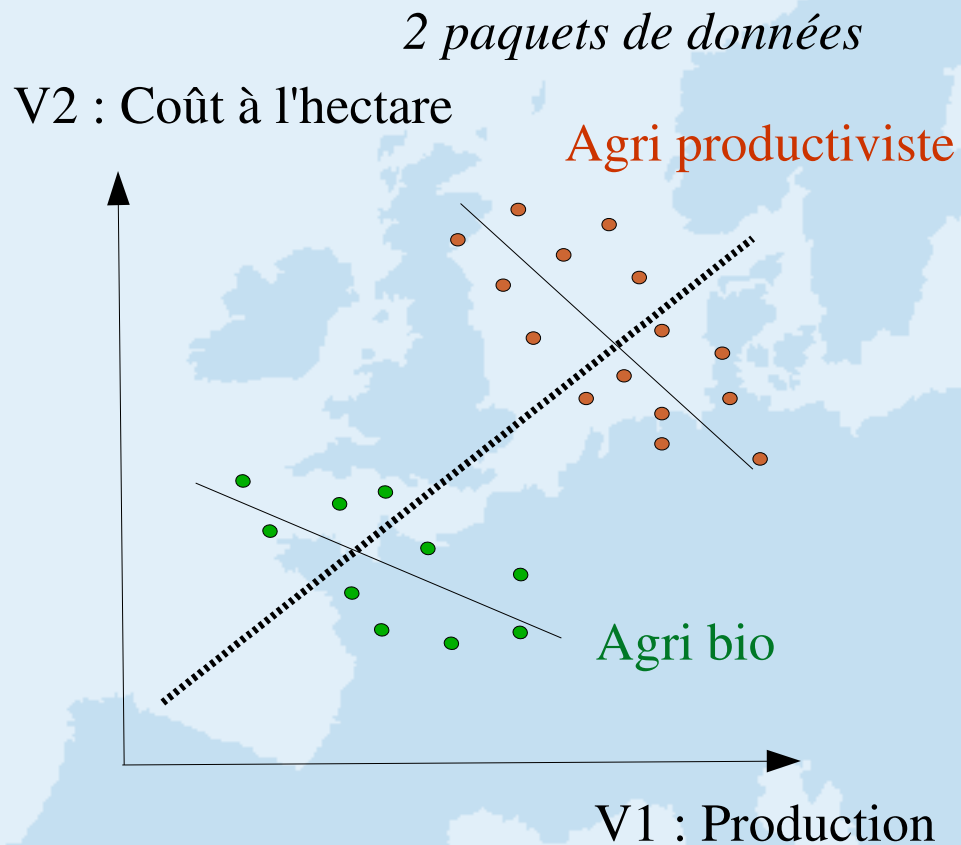 2 paquets de données
V2 : Coût à l'hectare
Agri productiviste
Agri bio
V1 : Production